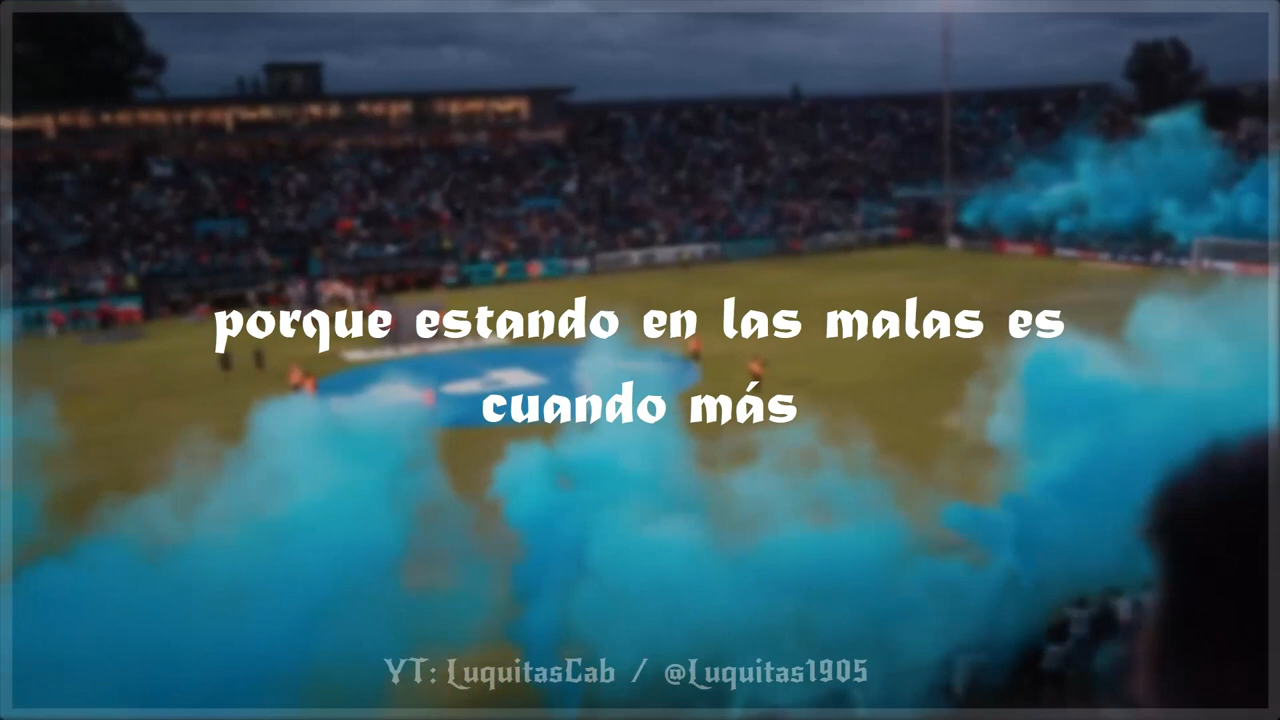 porque estando en las malas es
cuando más
YT: LuquitasCab / @Luquitas1905